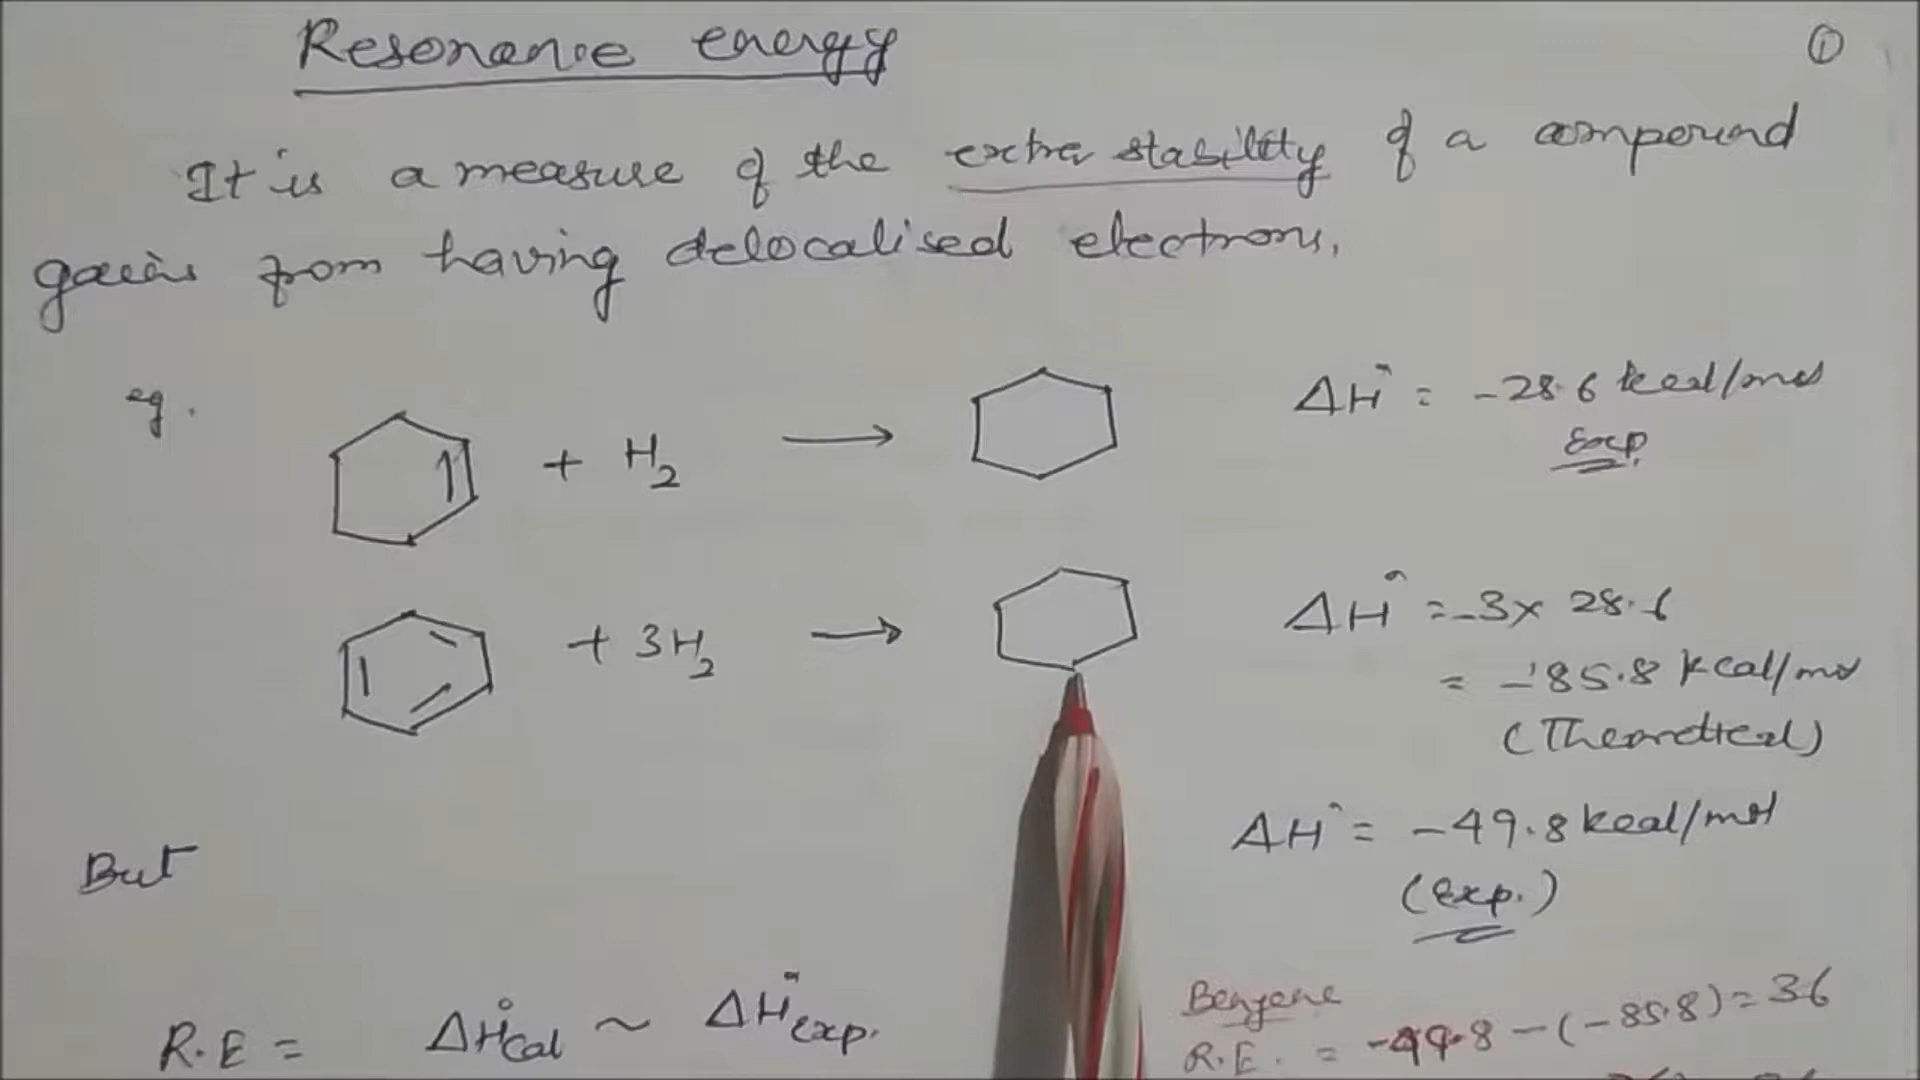 Resonance energy
①
It is a measure of the extra stability of a compound
gains from having delocalised electrons.
eg.
+ H₂ ⟶ ΔH° = -28.6 kcal/mol
Exp.
+ 3H₂ ⟶ ΔH° = -3x 28.6
= -85.8 kcal/mol
(Theoretical)
But ΔH° = -49.8 kcal/mol
(exp.)
R.E = ΔH°cal ~ ΔH°exp.
Benzene
R.E. = -49.8 - (-85.8) = 36